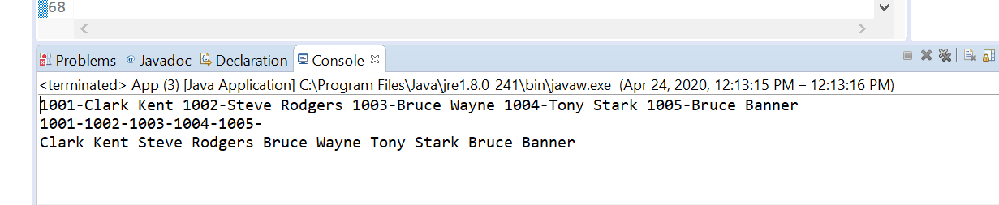 68
Problems @ Javadoc Declaration Console
<terminated> App (3) [Java Application] C:\Program Files\Java\jre1.8.0_241\bin\javaw.exe (Apr 24, 2020, 12:13:15 PM – 12:13:16 PM)
1001-Clark Kent 1002-Steve Rodgers 1003-Bruce Wayne 1004-Tony Stark 1005-Bruce Banner
1001-1002-1003-1004-1005-
Clark Kent Steve Rodgers Bruce Wayne Tony Stark Bruce Banner